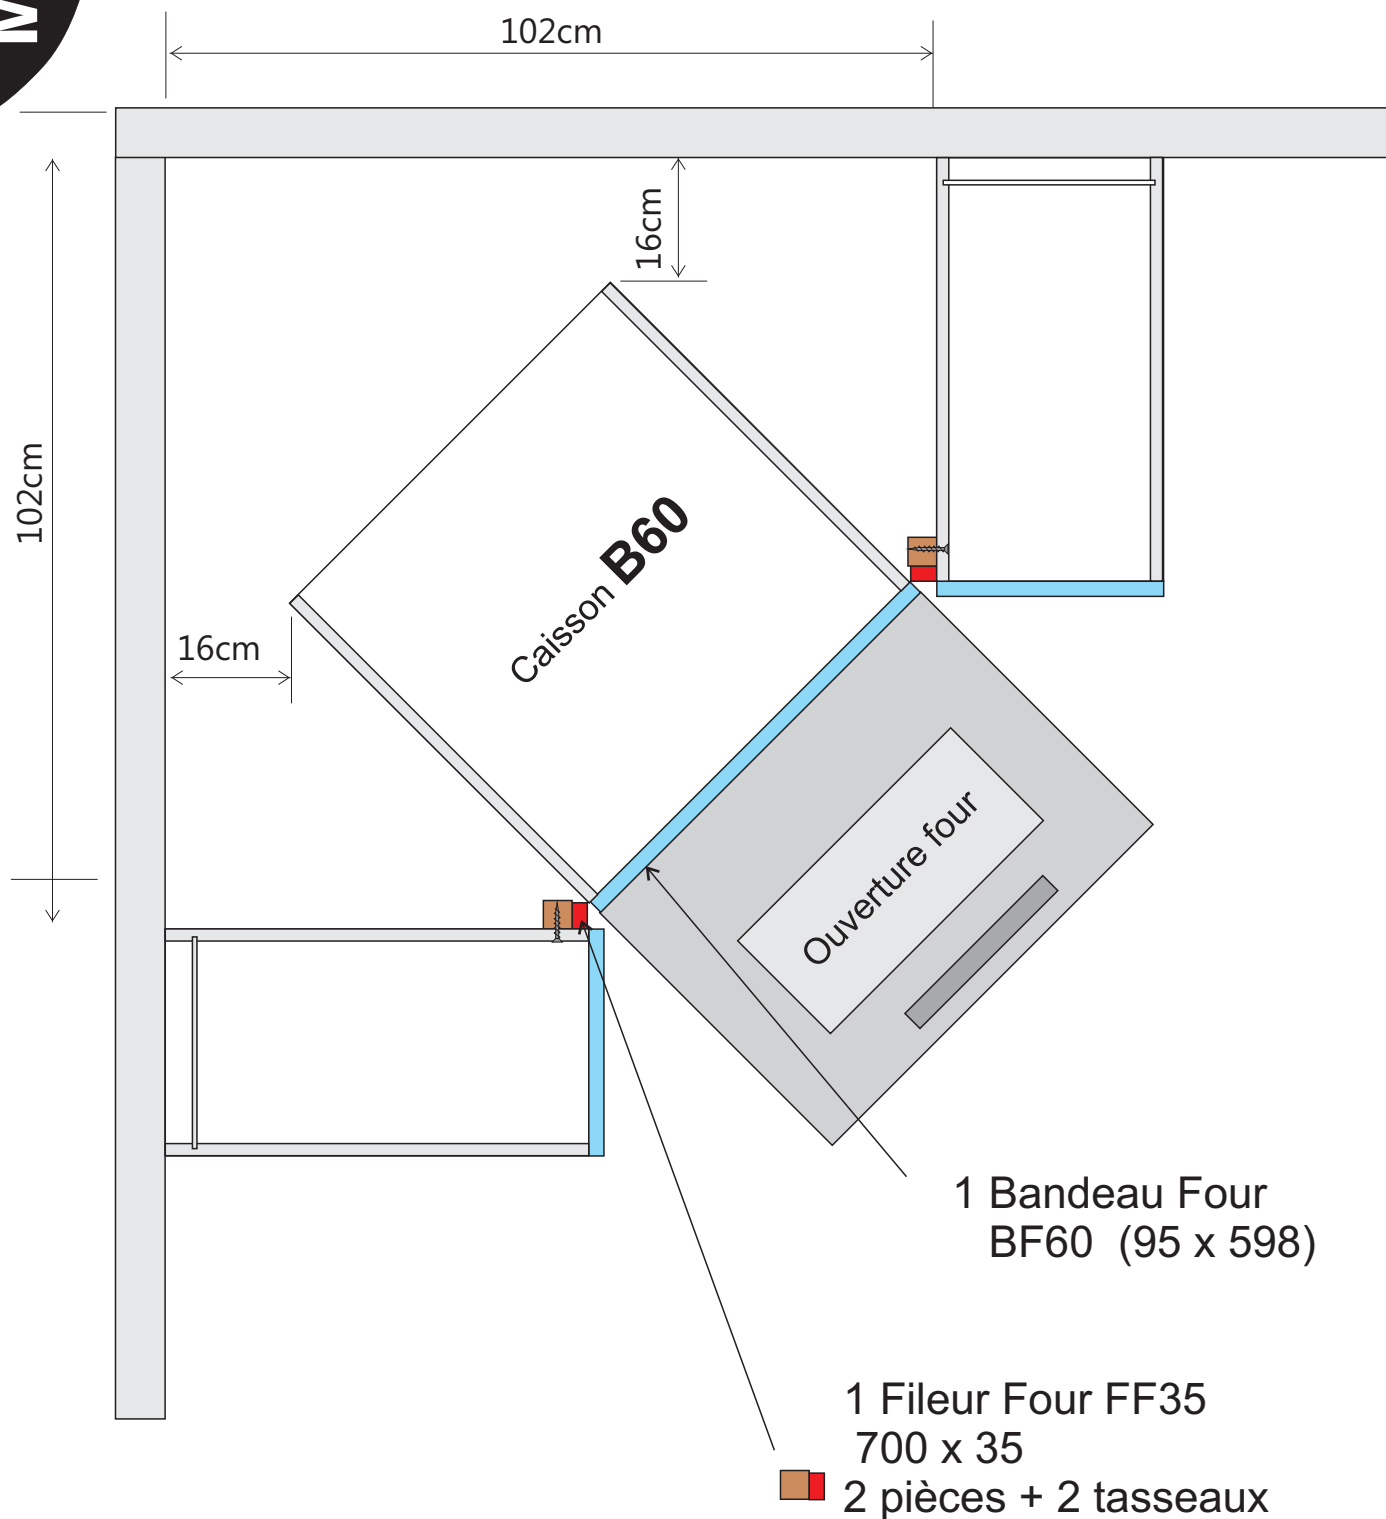 M
102cm
16cm
102cm
Caisson B60
16cm
Ouverture four
1 Bandeau Four
BF60 (95 x 598)
1 Fileur Four FF35
700 x 35
2 pièces + 2 tasseaux